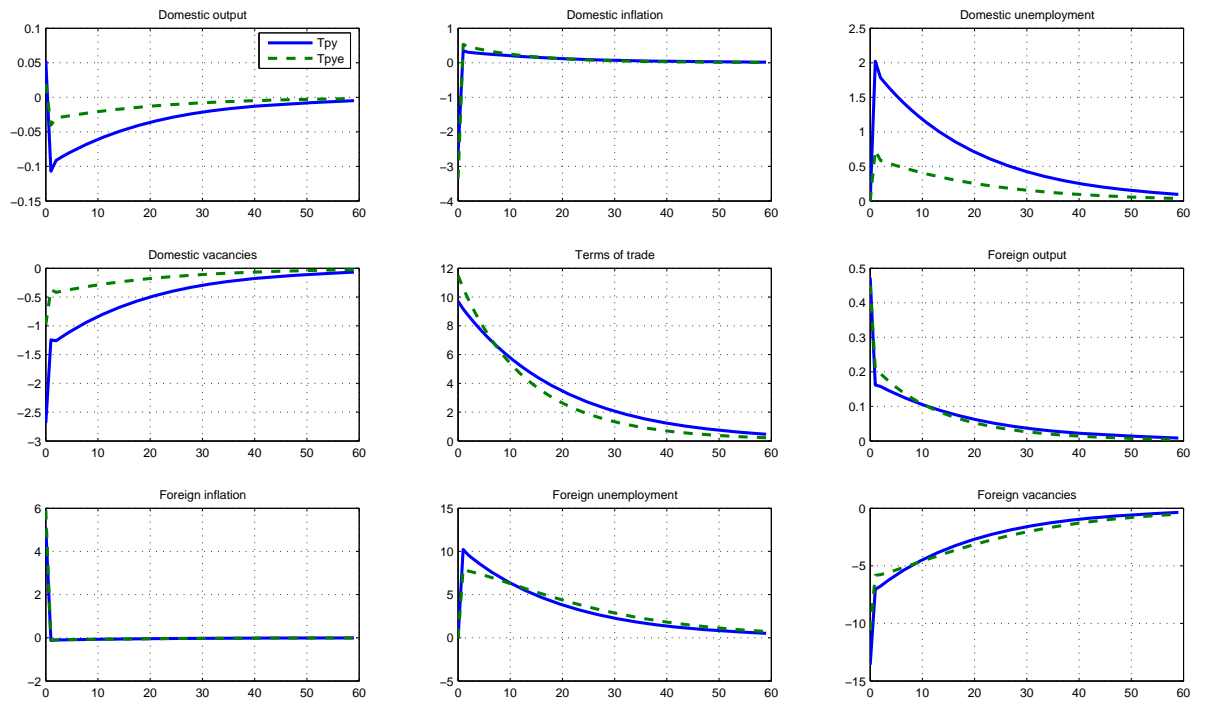 Domestic output
0.1
0.05
0
−0.05
−0.1
−0.15
0 10 20 30 40 50 60
Tpy
Tpye
Domestic inflation
1
0
−1
−2
−3
−4
0 10 20 30 40 50 60
Domestic unemployment
2.5
2
1.5
1
0.5
0
0 10 20 30 40 50 60
Domestic vacancies
0
−0.5
−1
−1.5
−2
−2.5
−3
0 10 20 30 40 50 60
Terms of trade
12
10
8
6
4
2
0
0 10 20 30 40 50 60
Foreign output
0.5
0.4
0.3
0.2
0.1
0
0 10 20 30 40 50 60
Foreign inflation
6
4
2
0
−2
0 10 20 30 40 50 60
Foreign unemployment
15
10
5
0
−5
0 10 20 30 40 50 60
Foreign vacancies
0
−5
−10
−15
0 10 20 30 40 50 60